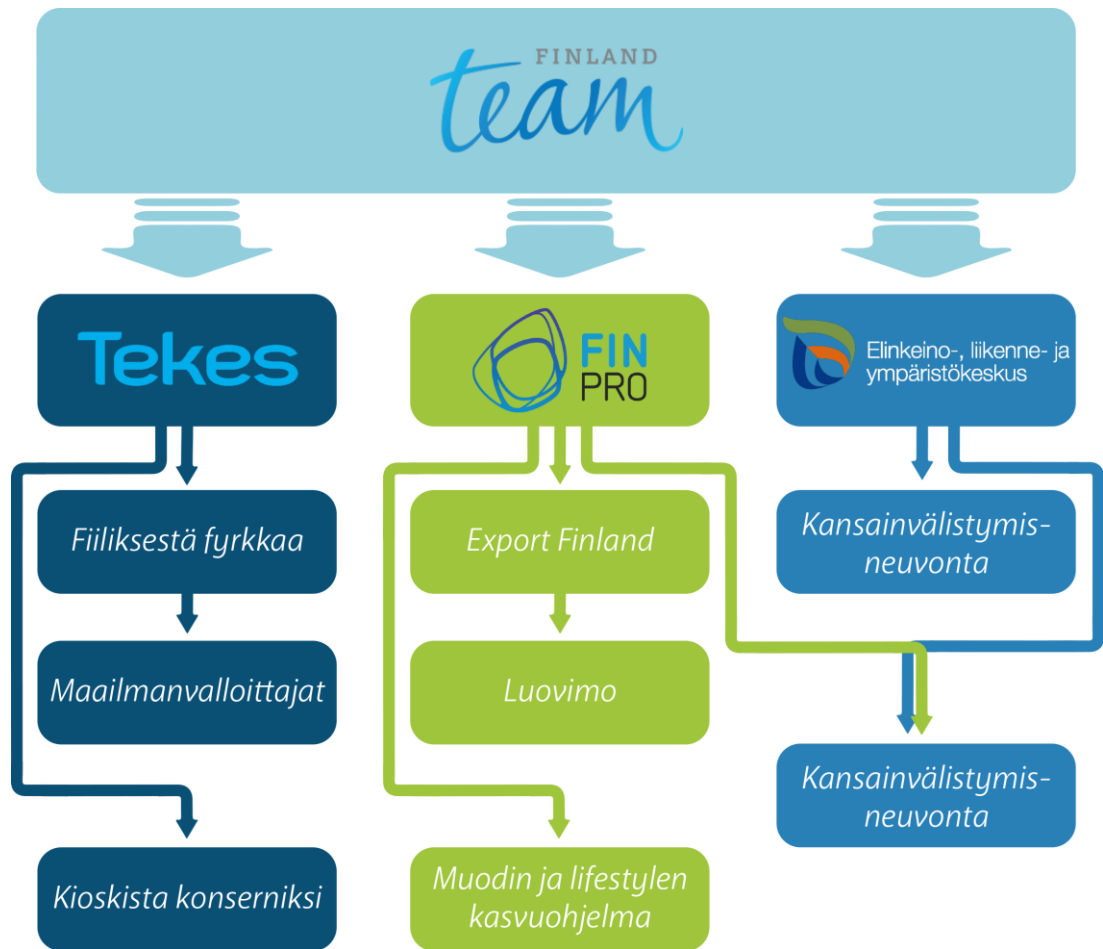 FINLAND
team
Tekes
FIN
PRO
Elinkeino-, liikenne- ja
ympäristökeskus
Fiiliksestä fyrkkaa
Export Finland
Kansainvälistymis-
neuvonta
Maailmanvalloittajat
Luovimo
Kansainvälistymis-
neuvonta
Kioskista konserniksi
Muodin ja lifestylen
kasvuohjelma